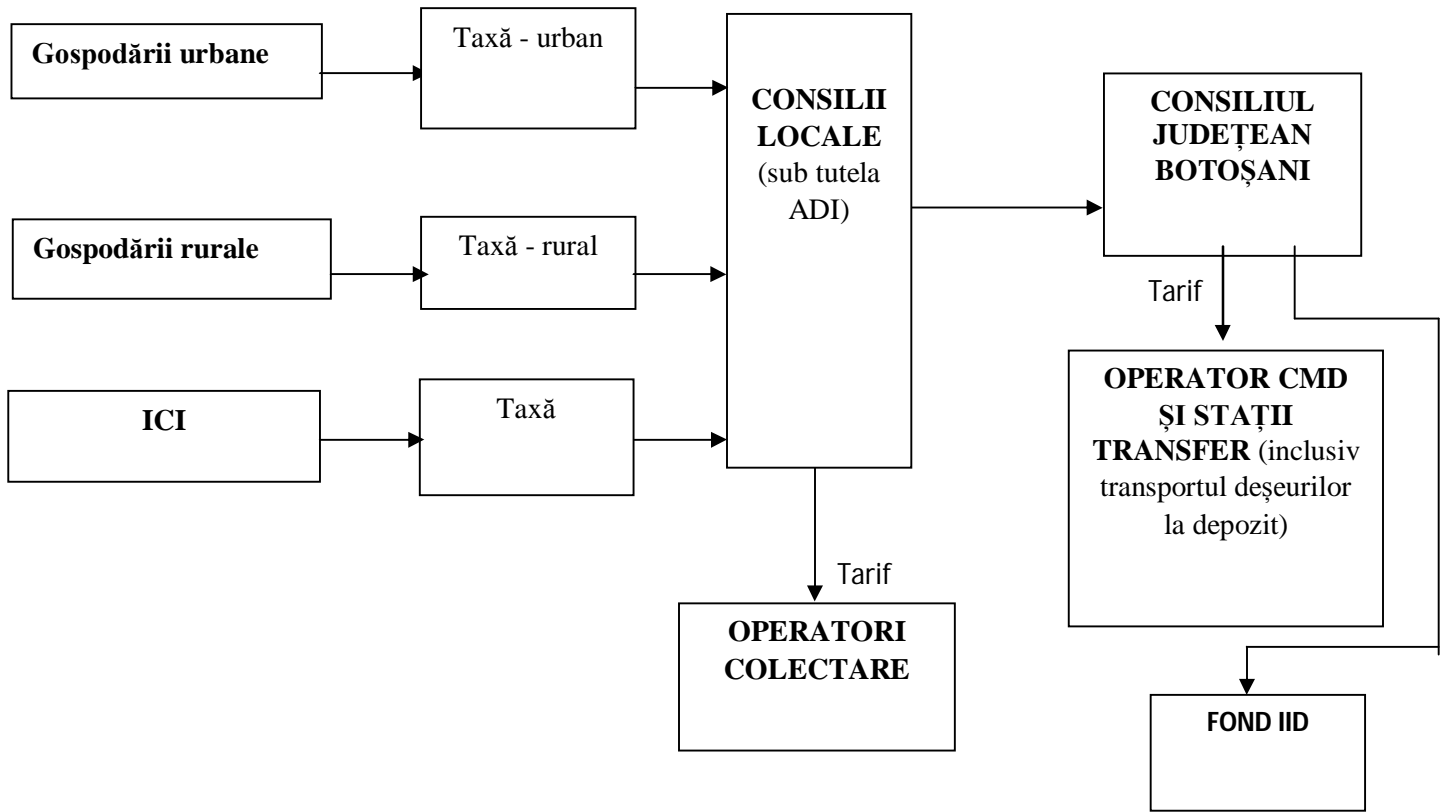 Gospodării urbane
Taxă - urban
CONSILII
LOCALE
(sub tutela
ADI)
CONSILIUL
JUDEȚEAN
BOTOȘANI
Gospodării rurale
Taxă - rural
Tarif
ICI
Taxă
OPERATOR CMD
ȘI STAȚII
TRANSFER (inclusiv
transportul deșeurilor
la depozit)
Tarif
OPERATORI
COLECTARE
FOND IID